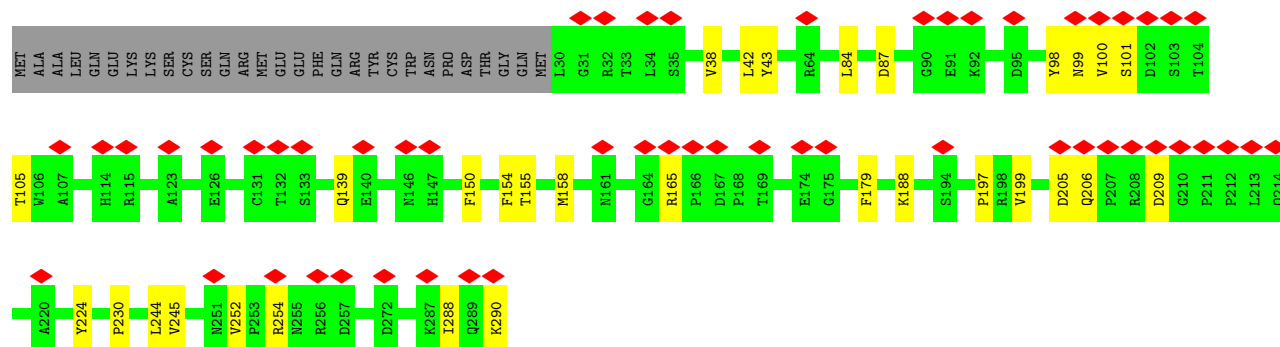 MET ALA ALA LEU GLN GLU LYS LYS SER CYS SER GLN ARG MET GLU GLU PHE GLN ARG TYR CYS TRP ASN PRO ASP THR GLY GLN MET L30 G31 R32 T33 L34 S35 V38 L42 Y43 R64 L84 D87 G90 E91 K92 D95 Y98 N99 V100 S101 D102 S103 T104
T105 W106 A107 H114 R115 A123 E126 C131 T132 S133 Q139 E140 N146 H147 F150 F154 T155 M158 N161 G164 R165 P166 D167 P168 T169 E174 G175 F179 K188 S194 P197 R198 V199 D205 Q206 P207 R208 D209 G210 P211 P212 L213 Q214
A220 Y224 P230 L244 V245 N251 V252 P253 R254 N255 R256 D257 D272 K287 I288 Q289 K290